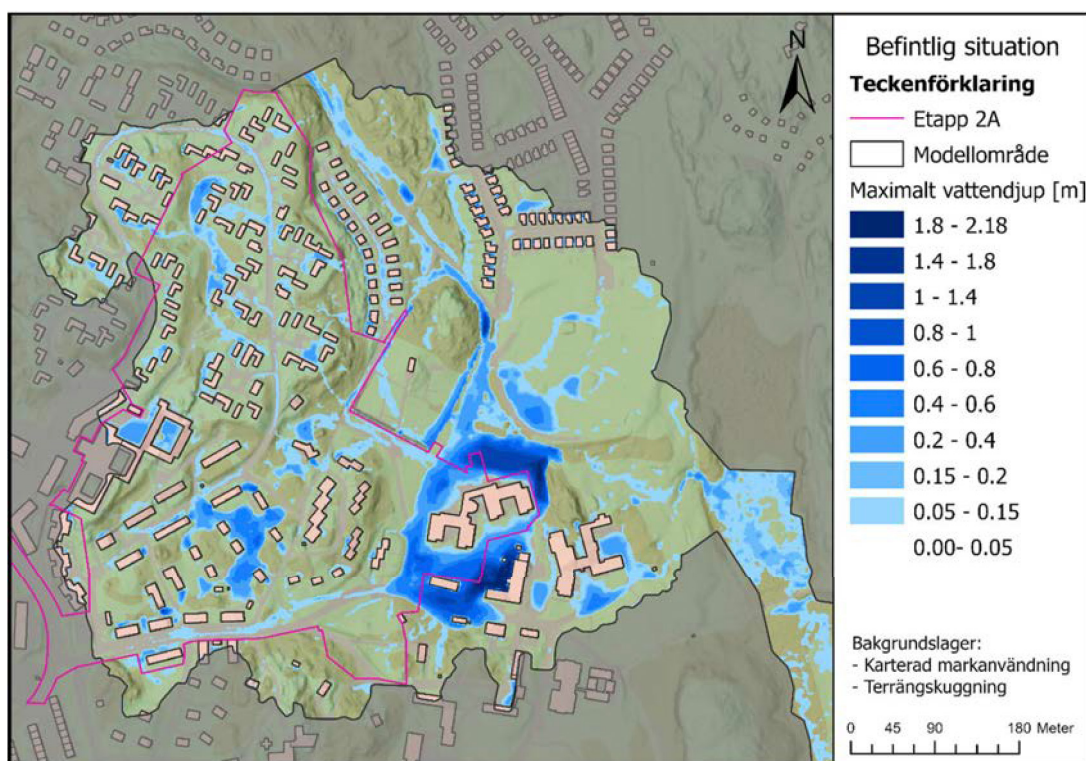 N
Befintlig situation
Teckenförklaring
Etapp 2A
Modellområde
Maximalt vattendjup [m]
1.8 - 2.18
1.4 - 1.8
1 - 1.4
0.8 - 1
0.6 - 0.8
0.4 - 0.6
0.2 - 0.4
0.15 - 0.2
0.05 - 0.15
0.00- 0.05
Bakgrundslager:
- Karterad markanvändning
- Terrängskuggning
0 45 90 180 Meter